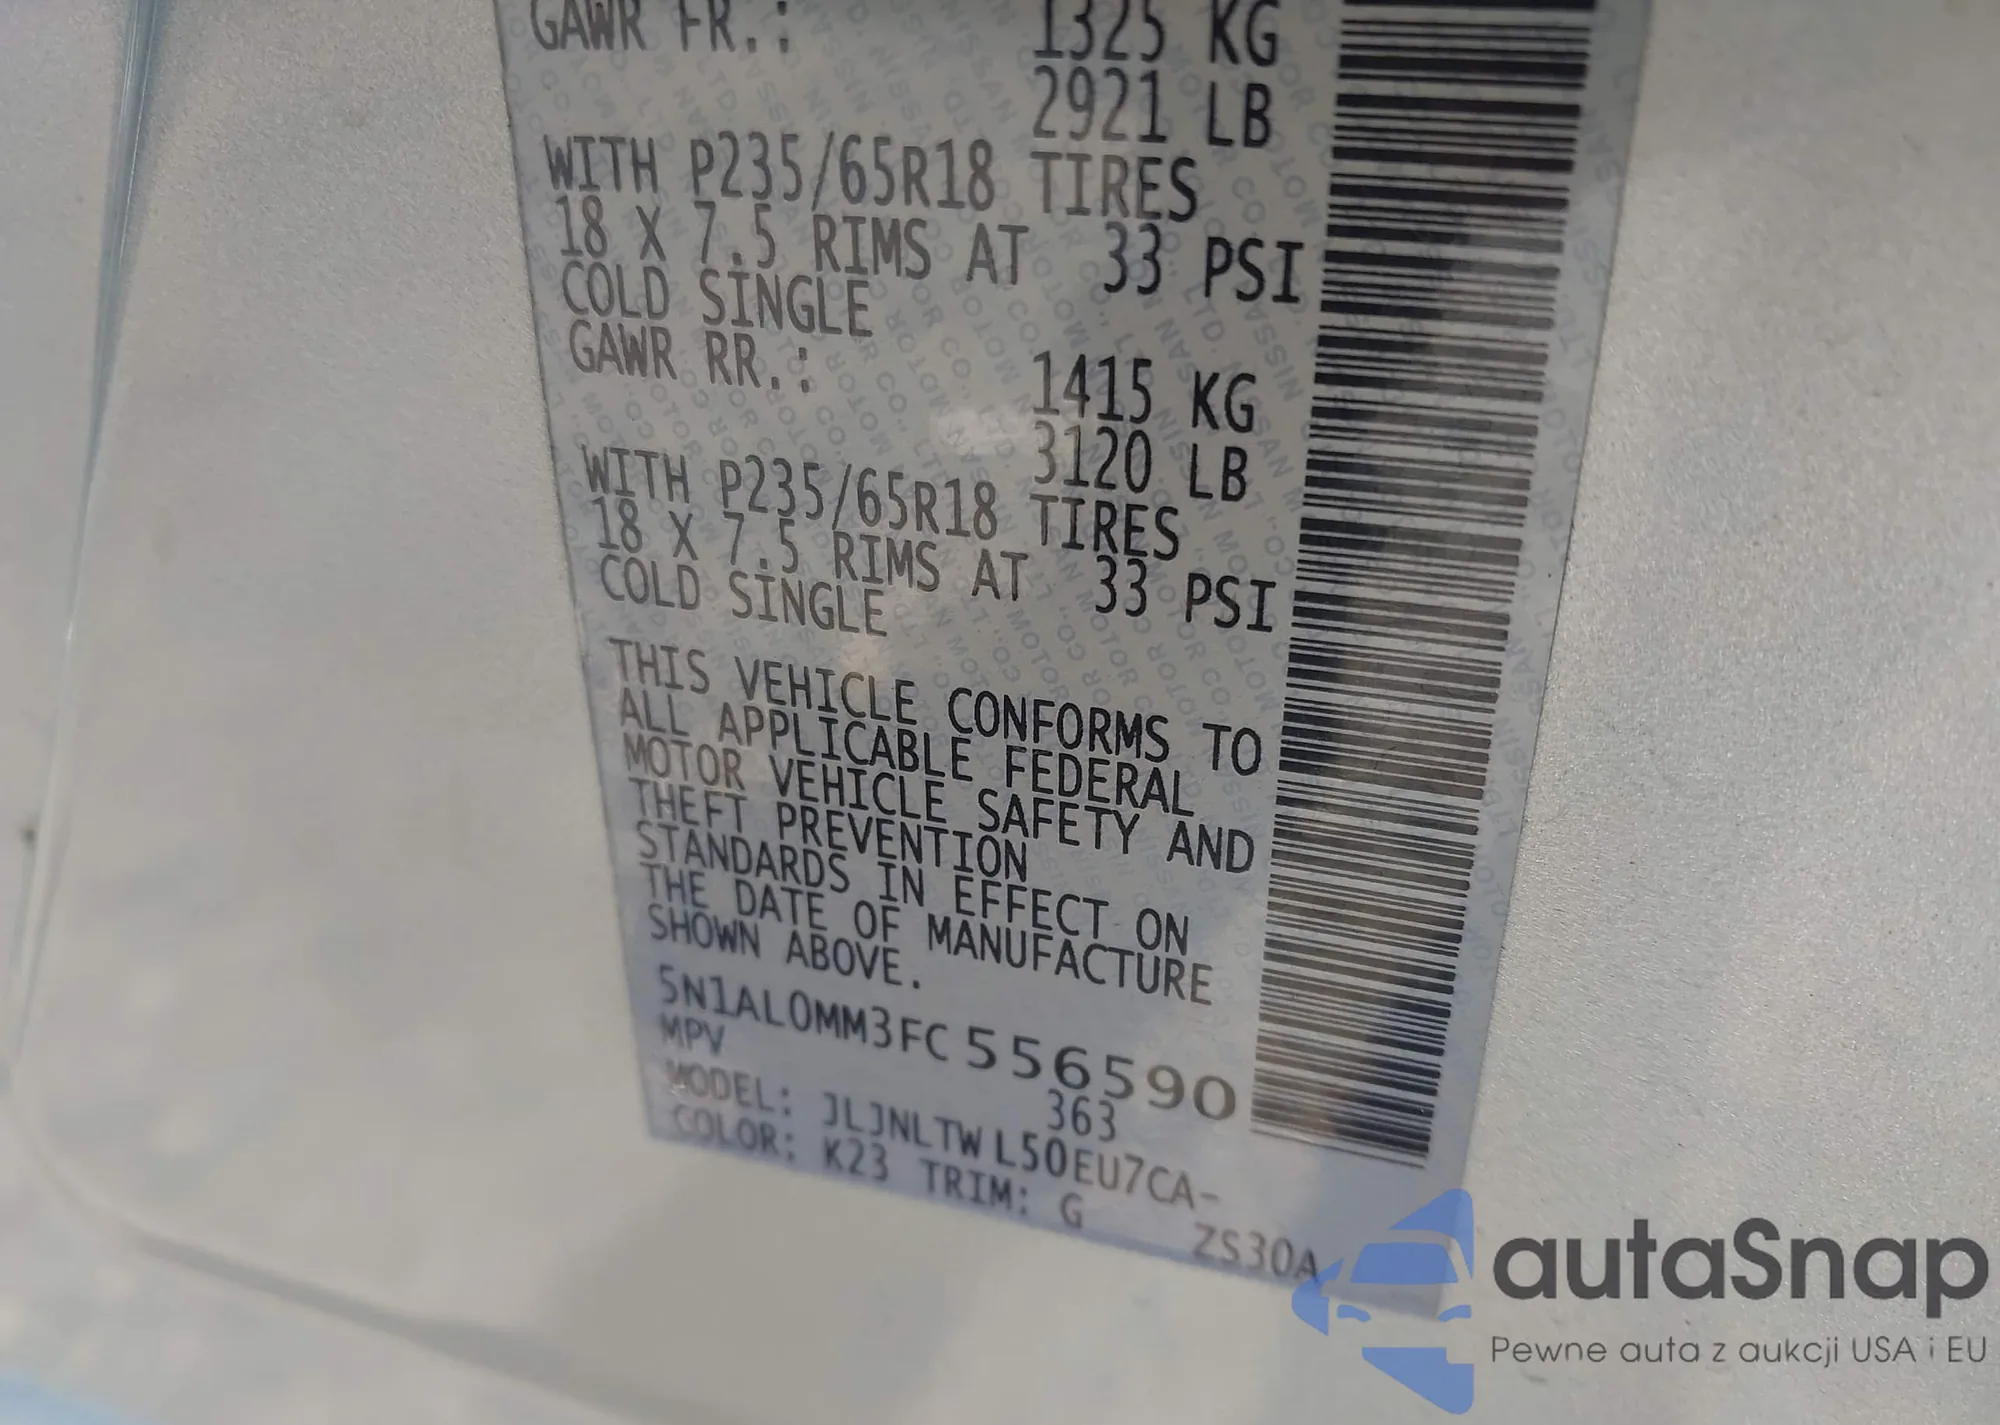 GAWR FR.: 1325 KG
2921 LB
WITH P235/65R18 TIRES
18 X 7.5 RIMS AT 33 PSI
COLD SINGLE
GAWR RR.: 1415 KG
3120 LB
WITH P235/65R18 TIRES
18 X 7.5 RIMS AT 33 PSI
COLD SINGLE
THIS VEHICLE CONFORMS TO
ALL APPLICABLE FEDERAL
MOTOR VEHICLE SAFETY AND
THEFT PREVENTION
STANDARDS IN EFFECT ON
THE DATE OF MANUFACTURE
SHOWN ABOVE.
5N1AL0MM3FC556590
MPV 363
MODEL: JLJNLTWL50EU7CA-
COLOR: K23 TRIM: G ZS30A
autaSnap
Pewne auta z aukcji USA i EU